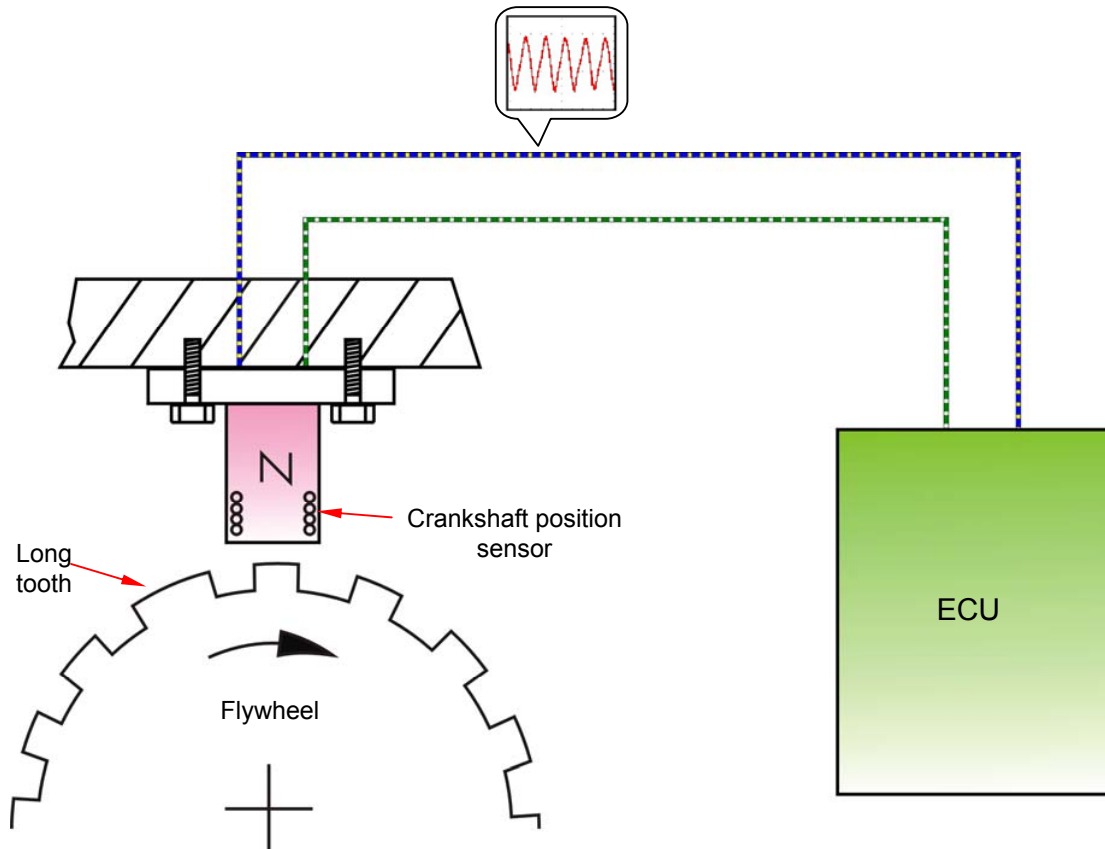 N
Crankshaft position
sensor
Long
tooth
ECU
Flywheel